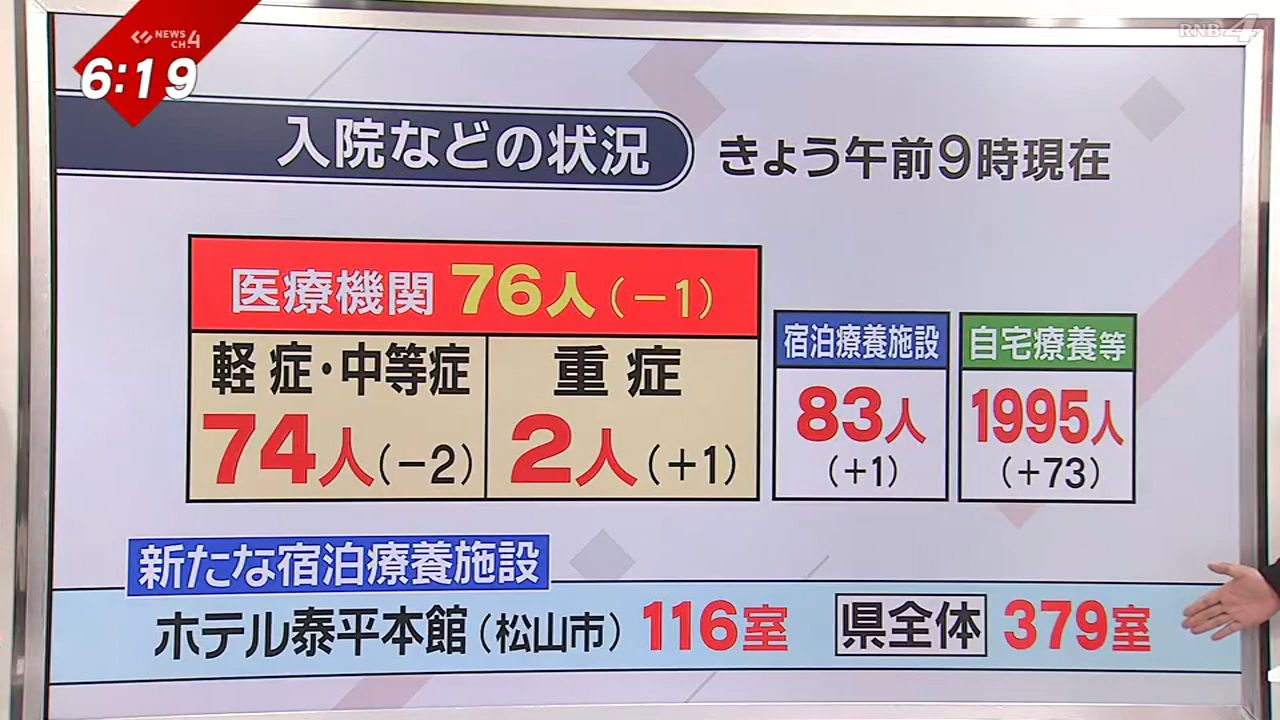 NEWS
CH.4
6:19
RNB 4
入院などの状況
きょう午前9時現在
医療機関 76人(-1)
軽症・中等症
74人(-2)
重症
2人(+1)
宿泊療養施設
83人
(+1)
自宅療養等
1995人
(+73)
新たな宿泊療養施設
ホテル泰平本館(松山市) 116室 県全体 379室